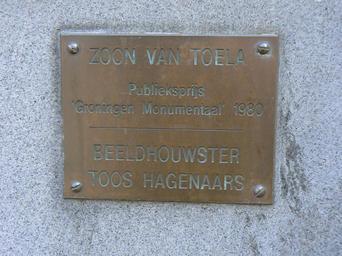 ZOON VAN TOELA
Publieksprijs
'Groningen Monumentaal' 1980
BEELDHOUWSTER
TOOS HAGENAARS